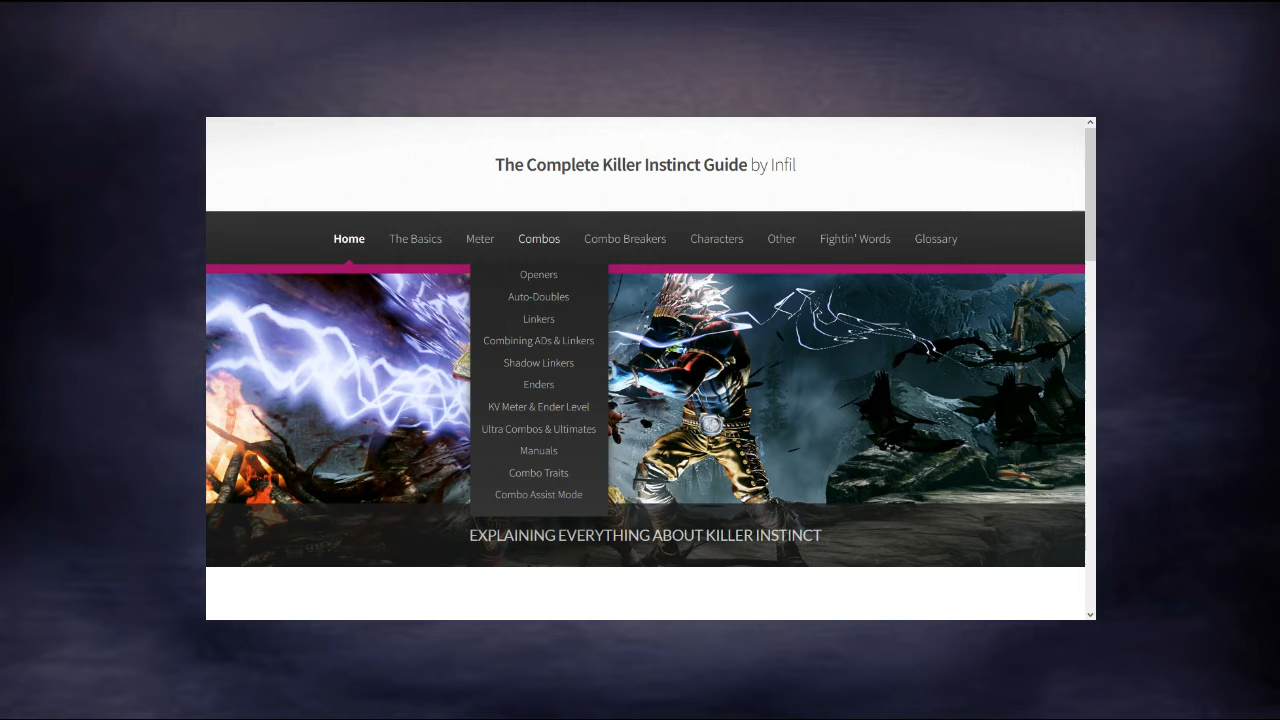 The Complete Killer Instinct Guide by Infil
Home The Basics Meter Combos Combo Breakers Characters Other Fightin' Words Glossary
Openers
Auto-Doubles
Linkers
Combining ADs & Linkers
Shadow Linkers
Enders
KV Meter & Ender Level
Ultra Combos & Ultimates
Manuals
Combo Traits
Combo Assist Mode
EXPLAINING EVERYTHING ABOUT KILLER INSTINCT